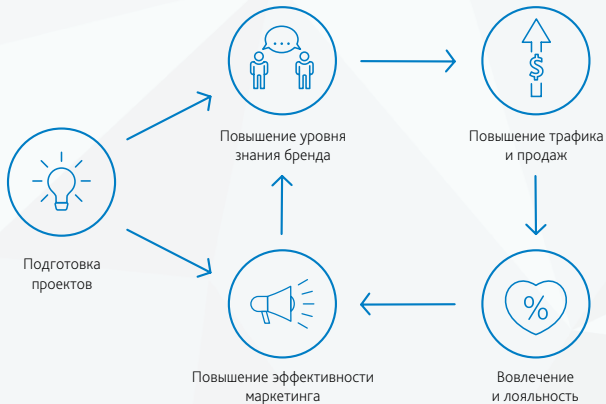 Повышение уровня
знания бренда
Повышение трафика
и продаж
$
Подготовка
проектов
Повышение эффективности
маркетинга
%
Вовлечение
и лояльность